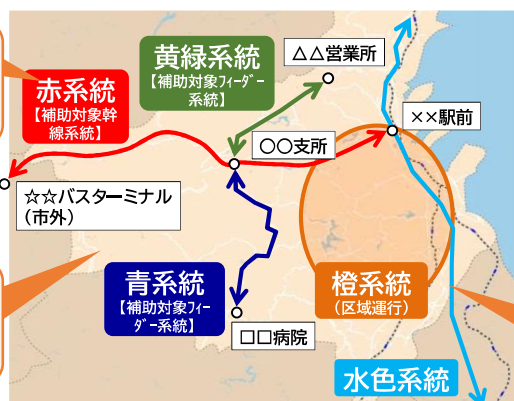 黄緑系統
【補助対象フィーダー
系統】
△△営業所
赤系統
【補助対象幹
線系統】
××駅前
○○支所
☆☆バスターミナル
（市外）
青系統
【補助対象フィー
ダー系統】
橙系統
（区域運行）
□□病院
水色系統